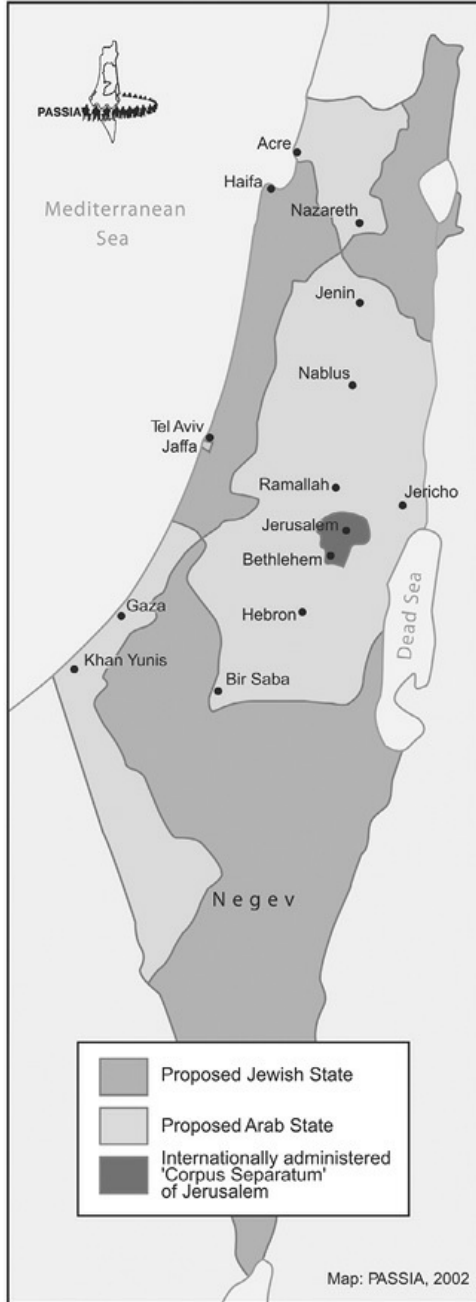 PASSIA
Acre
Haifa
Mediterranean
Sea
Nazareth
Jenin
Nablus
Tel Aviv
Jaffa
Ramallah
Jericho
Jerusalem
Bethlehem
Dead Sea
Gaza
Hebron
Khan Yunis
Bir Saba
Negev
Proposed Jewish State
Proposed Arab State
Internationally administered
'Corpus Separatum'
of Jerusalem
Map: PASSIA, 2002